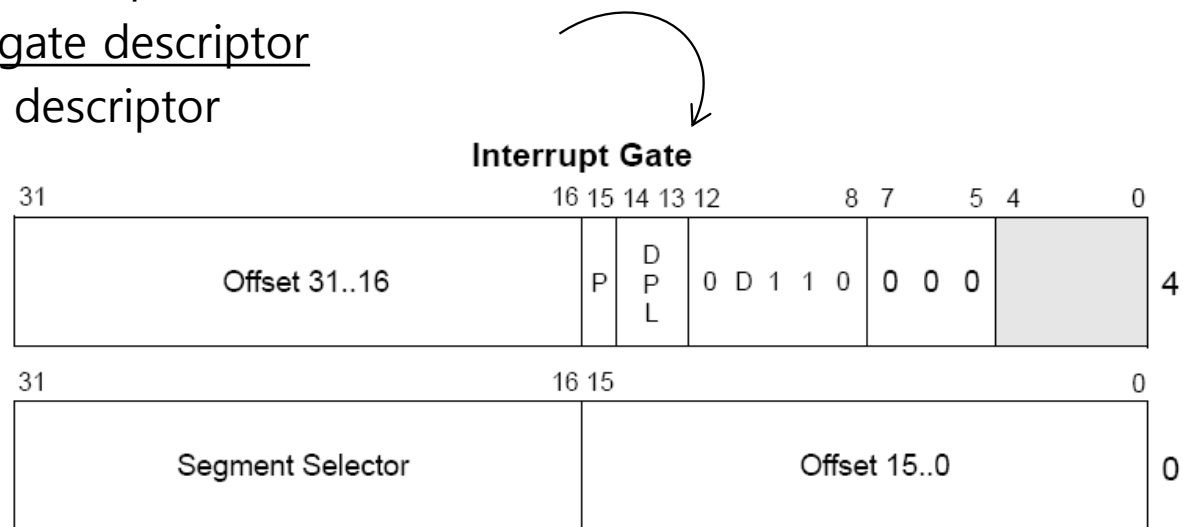 gate descriptor
descriptor
Interrupt Gate
31 16 15 14 13 12 8 7 5 4 0
Offset 31..16 P D P L 0 D 1 1 0 0 0 0 4
31 16 15 0
Segment Selector Offset 15..0 0